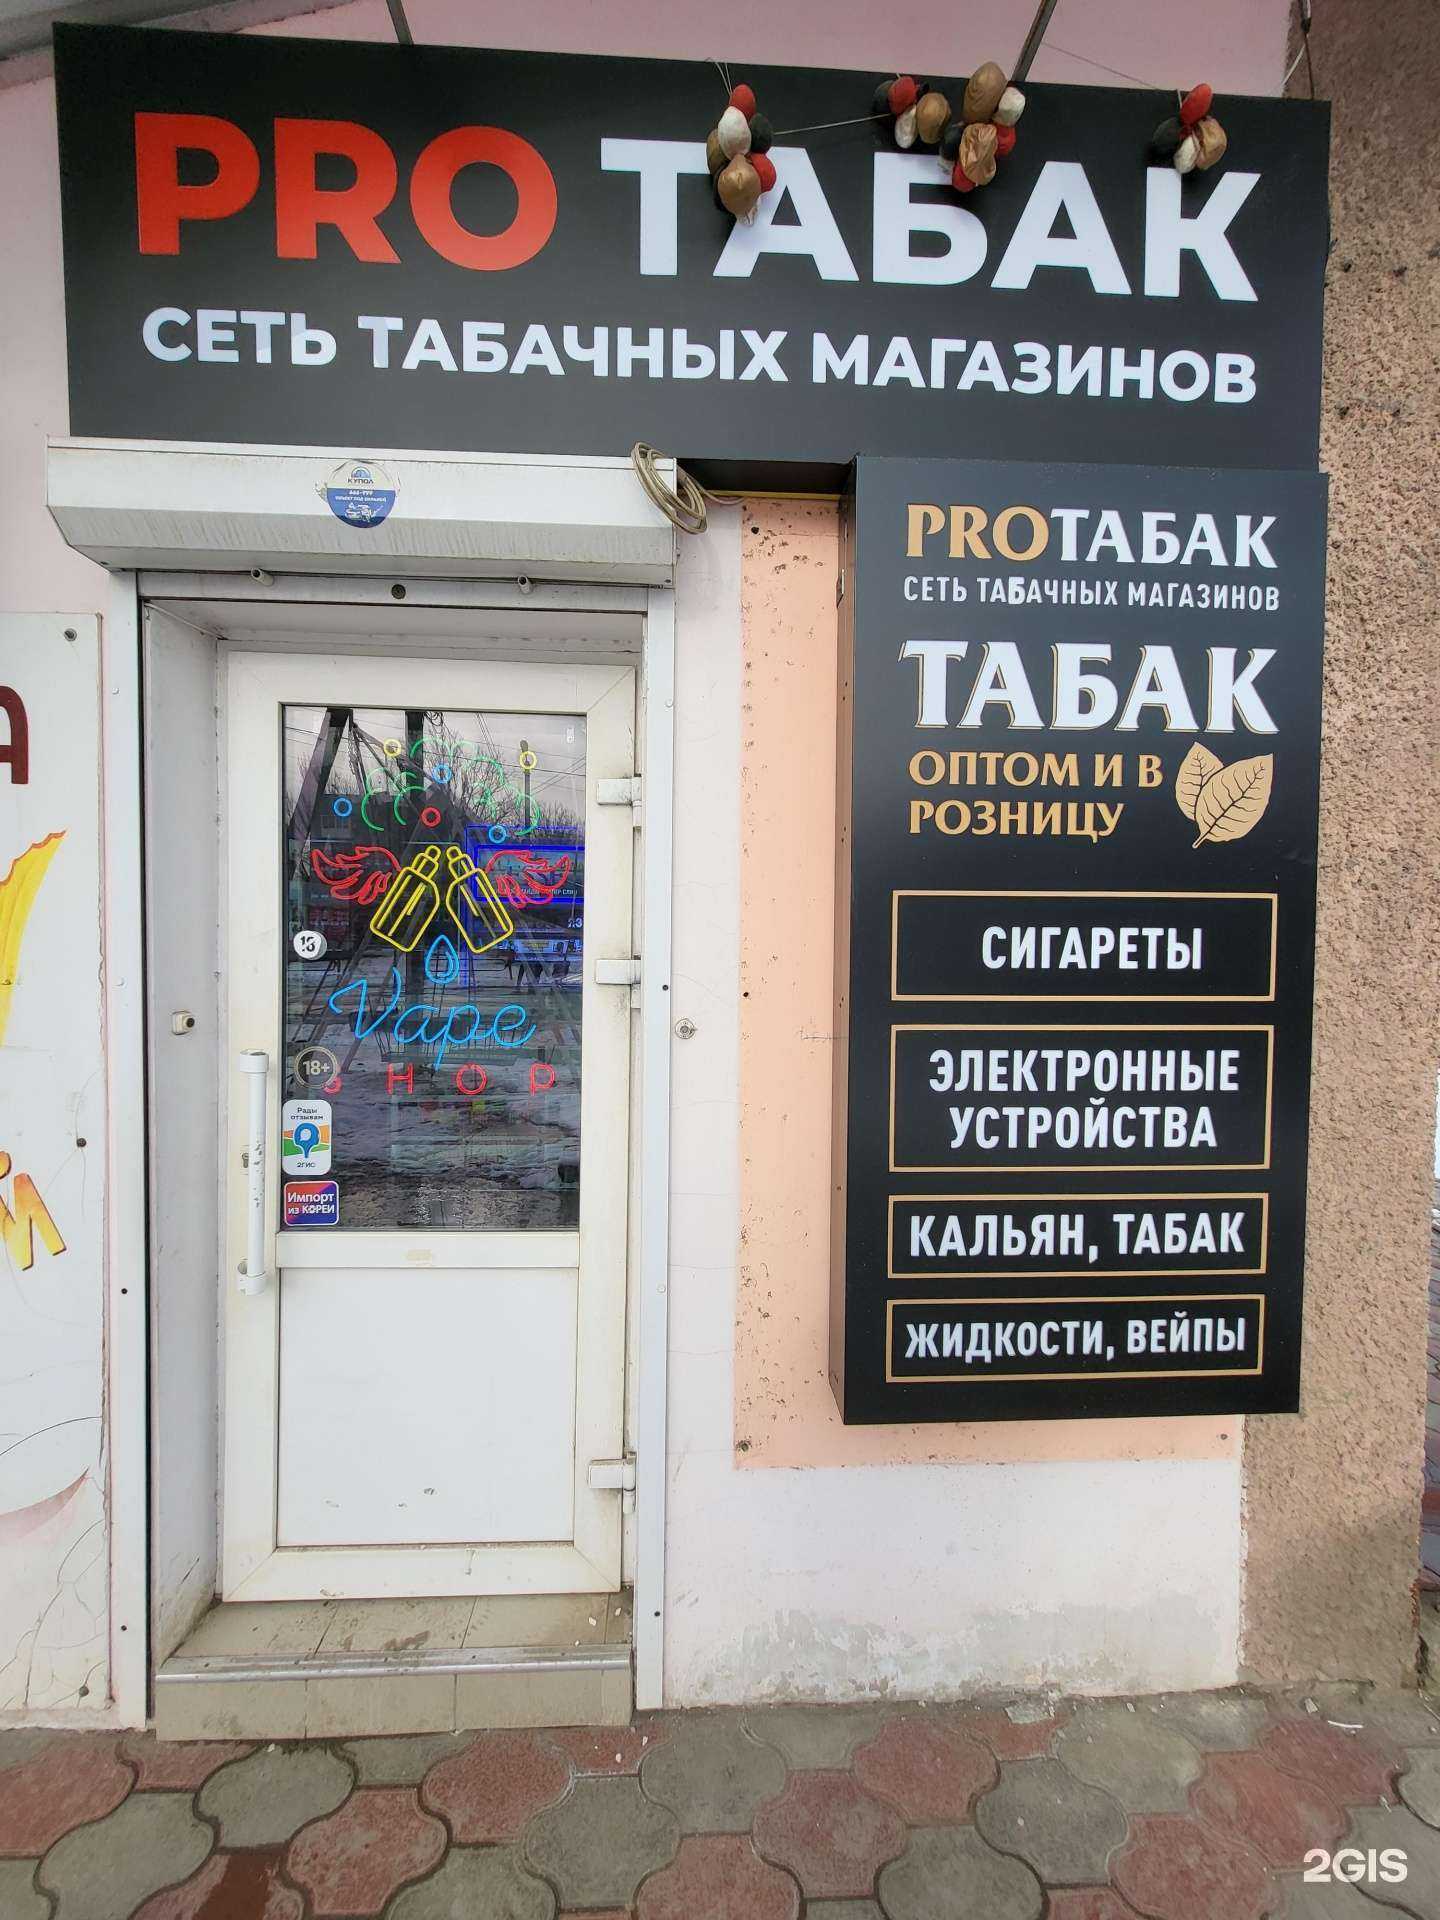 PRO ТАБАК
СЕТЬ ТАБАЧНЫХ МАГАЗИНОВ
КУПОЛ
PROТАБАК
СЕТЬ ТАБАЧНЫХ МАГАЗИНОВ
ТАБАК
ОПТОМ И В
РОЗНИЦУ
СИГАРЕТЫ
ЭЛЕКТРОННЫЕ
УСТРОЙСТВА
КАЛЬЯН, ТАБАК
ЖИДКОСТИ, ВЕЙПЫ
А
Й
Vape
SHOP
18+
Рады
отзывам
2ГИС
Импорт
из КОРЕИ
2GIS